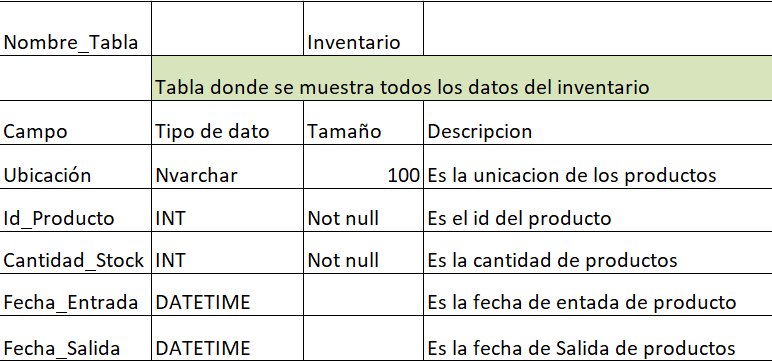 Nombre_Tabla Inventario
Tabla donde se muestra todos los datos del inventario
Campo Tipo de dato Tamaño Descripcion
Ubicación Nvarchar 100 Es la unicacion de los productos
Id_Producto INT Not null Es el id del producto
Cantidad_Stock INT Not null Es la cantidad de productos
Fecha_Entrada DATETIME Es la fecha de entada de producto
Fecha_Salida DATETIME Es la fecha de Salida de productos